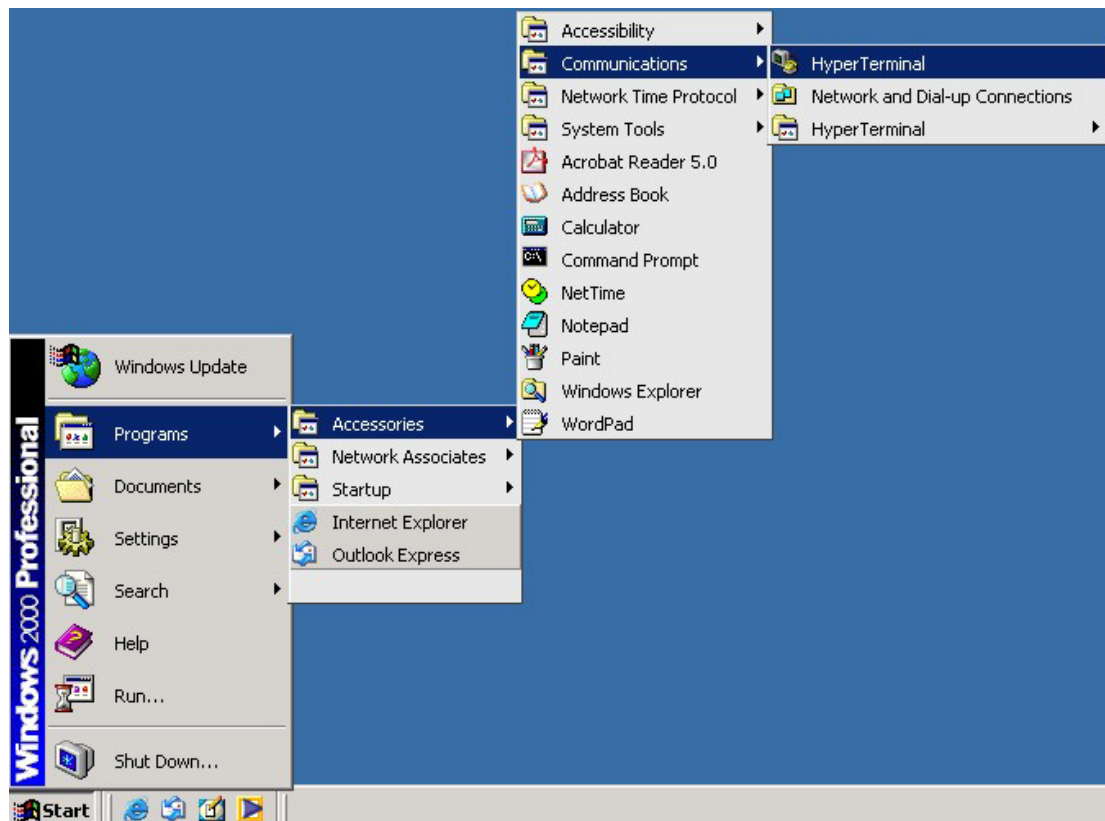 Accessibility
Communications
Network Time Protocol
System Tools
Acrobat Reader 5.0
Address Book
Calculator
Command Prompt
NetTime
Notepad
Paint
Windows Explorer
WordPad
HyperTerminal
Network and Dial-up Connections
HyperTerminal
Windows Update
Programs
Documents
Settings
Search
Help
Run...
Shut Down...
Accessories
Network Associates
Startup
Internet Explorer
Outlook Express
Windows 2000 Professional
Start